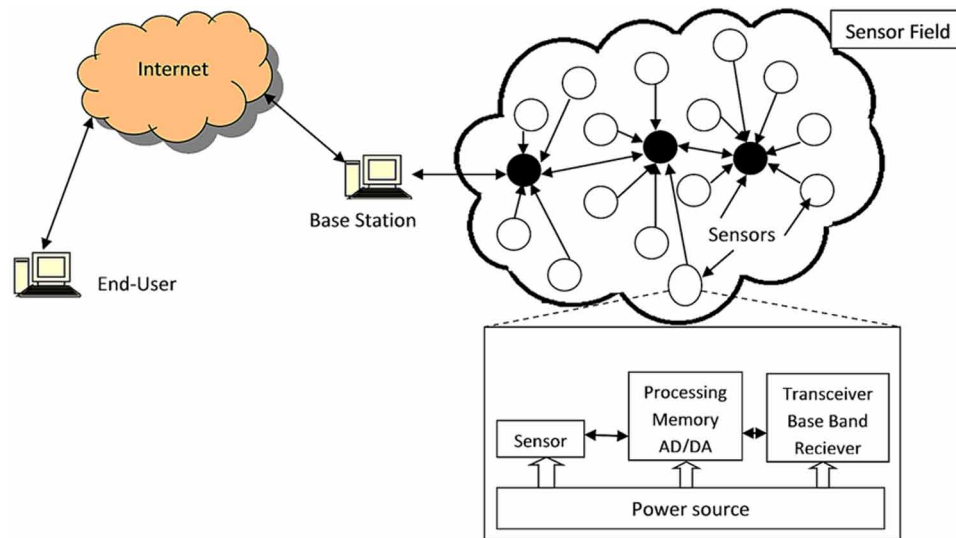 Sensor Field
Internet
Base Station
End-User
Sensors
Sensor
Processing
Memory
AD/DA
Transceiver
Base Band
Reciever
Power source